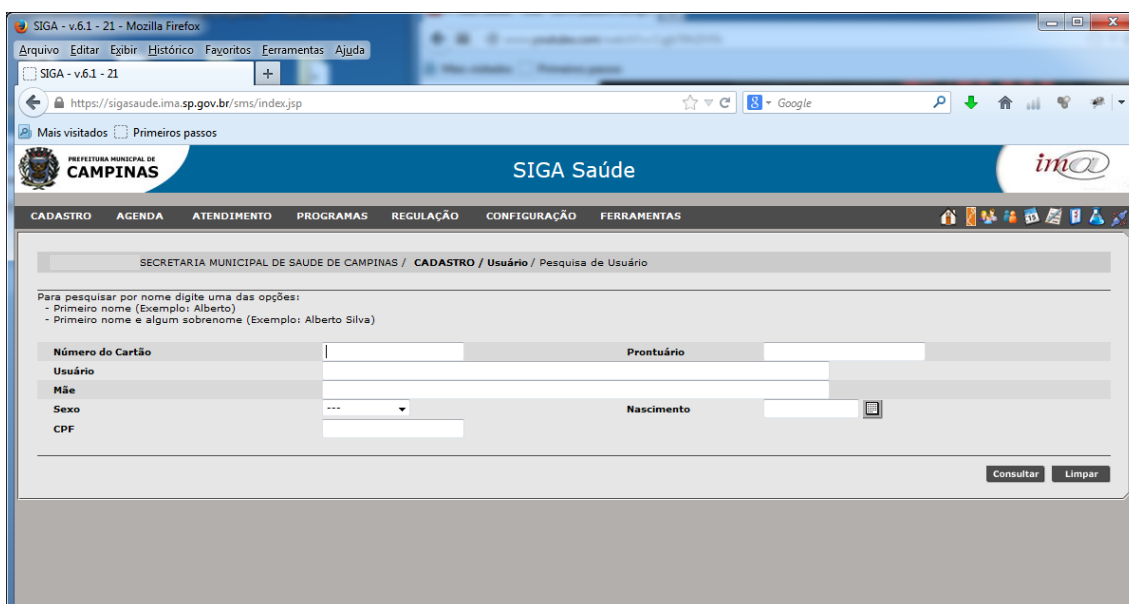 SIGA - v.6.1 - 21 - Mozilla Firefox
Arquivo Editar Exibir Histórico Favoritos Ferramentas Ajuda
SIGA - v.6.1 - 21
https://sigasaude.ima.sp.gov.br/sms/index.jsp
Google
Mais visitados Primeiros passos
PREFEITURA MUNICIPAL DE
CAMPINAS
SIGA Saúde
ima
CADASTRO AGENDA ATENDIMENTO PROGRAMAS REGULAÇÃO CONFIGURAÇÃO FERRAMENTAS
SECRETARIA MUNICIPAL DE SAUDE DE CAMPINAS / CADASTRO / Usuário / Pesquisa de Usuário
Para pesquisar por nome digite uma das opções:
- Primeiro nome (Exemplo: Alberto)
- Primeiro nome e algum sobrenome (Exemplo: Alberto Silva)
Número do Cartão Prontuário
Usuário
Mãe
Sexo --- Nascimento
CPF
Consultar Limpar